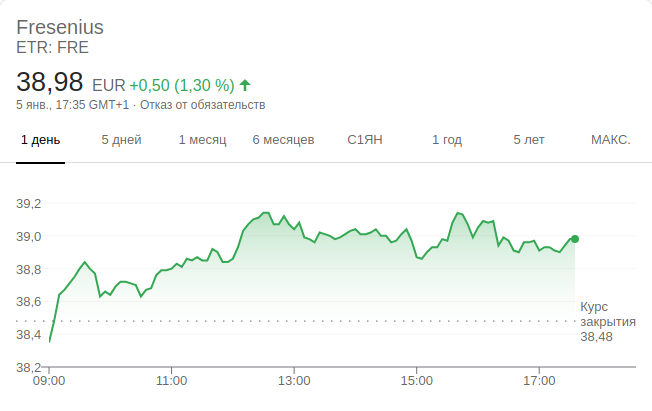 Fresenius
ETR: FRE
38,98 EUR +0,50 (1,30 %)
5 янв., 17:35 GMT+1 · Отказ от обязательств
1 день 5 дней 1 месяц 6 месяцев С1ЯН 1 год 5 лет МАКС.
39,2
39,0
38,8
38,6
38,4
38,2
Курс
закрытия
38,48
09:00 11:00 13:00 15:00 17:00